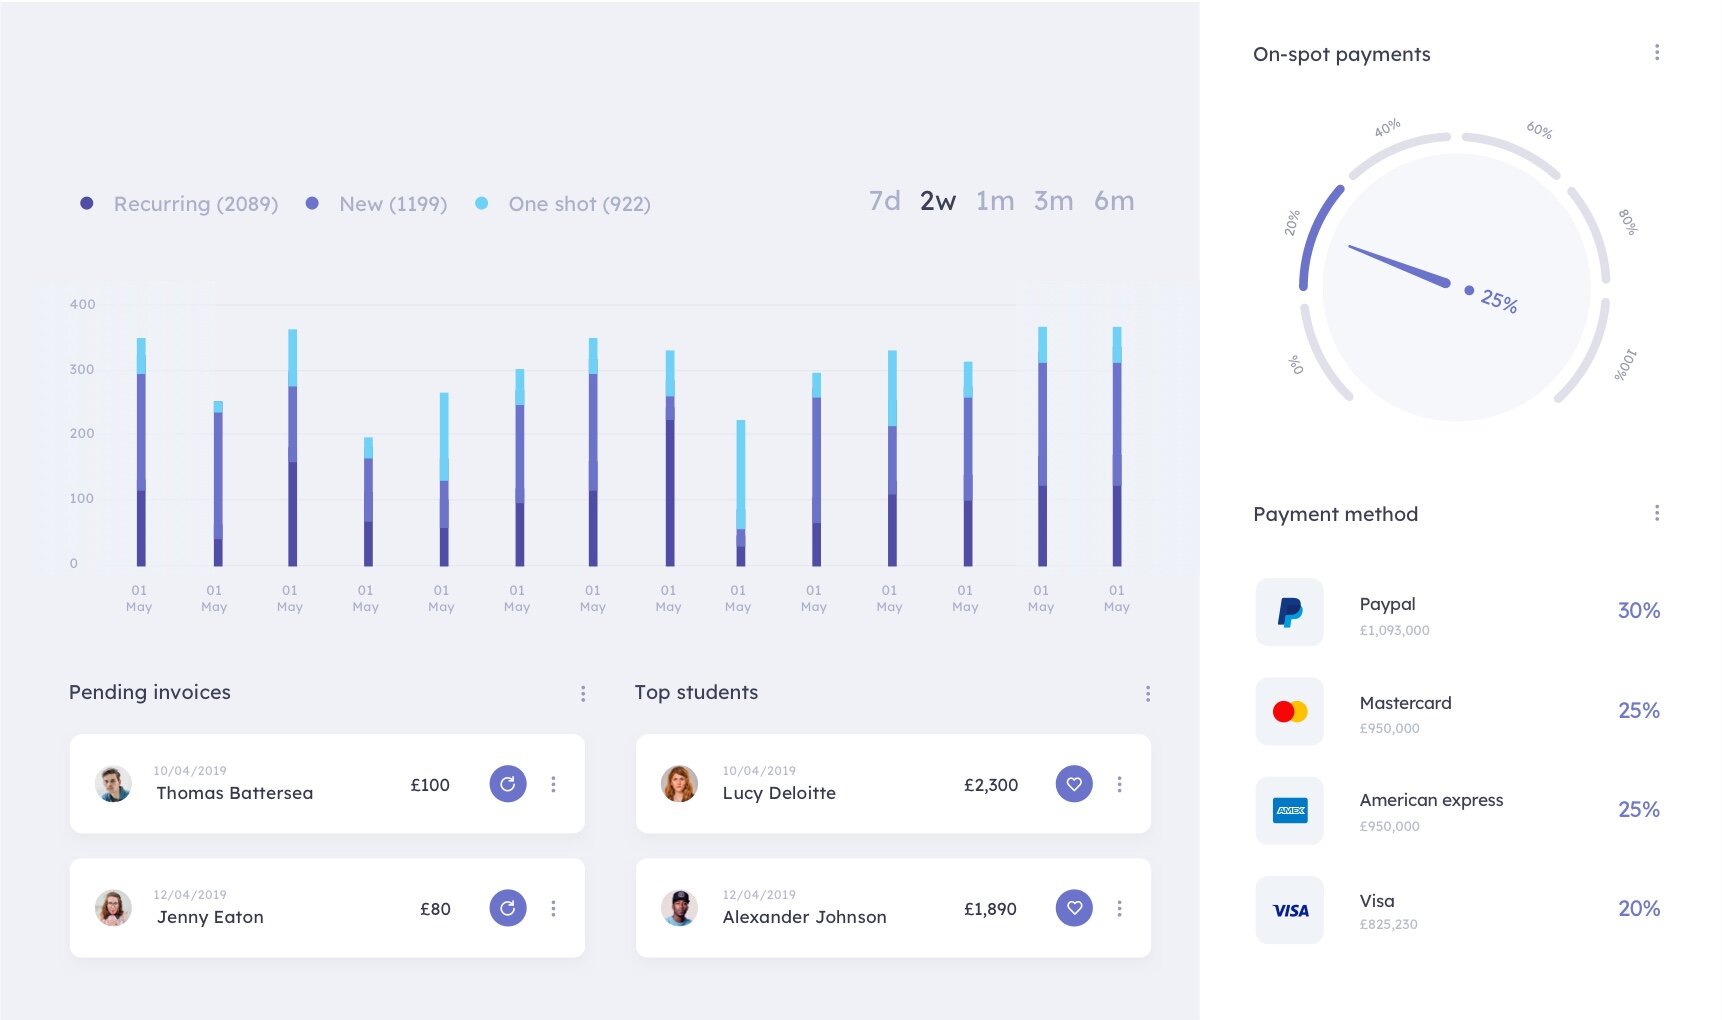 Recurring (2089)
New (1199)
One shot (922)
7d 2w 1m 3m 6m
400
300
200
100
0
01 01 01 01 01 01 01 01 01 01 01 01 01 01
May May May May May May May May May May May May May May
Pending invoices
10/04/2019
Thomas Battersea
£100
12/04/2019
Jenny Eaton
£80
Top students
10/04/2019
Lucy Deloitte
£2,300
12/04/2019
Alexander Johnson
£1,890
On-spot payments
0%
20%
40%
60%
80%
100%
25%
Payment method
Paypal
£1,093,000
30%
Mastercard
£950,000
25%
AMEX
American express
£950,000
25%
VISA
Visa
£825,230
20%